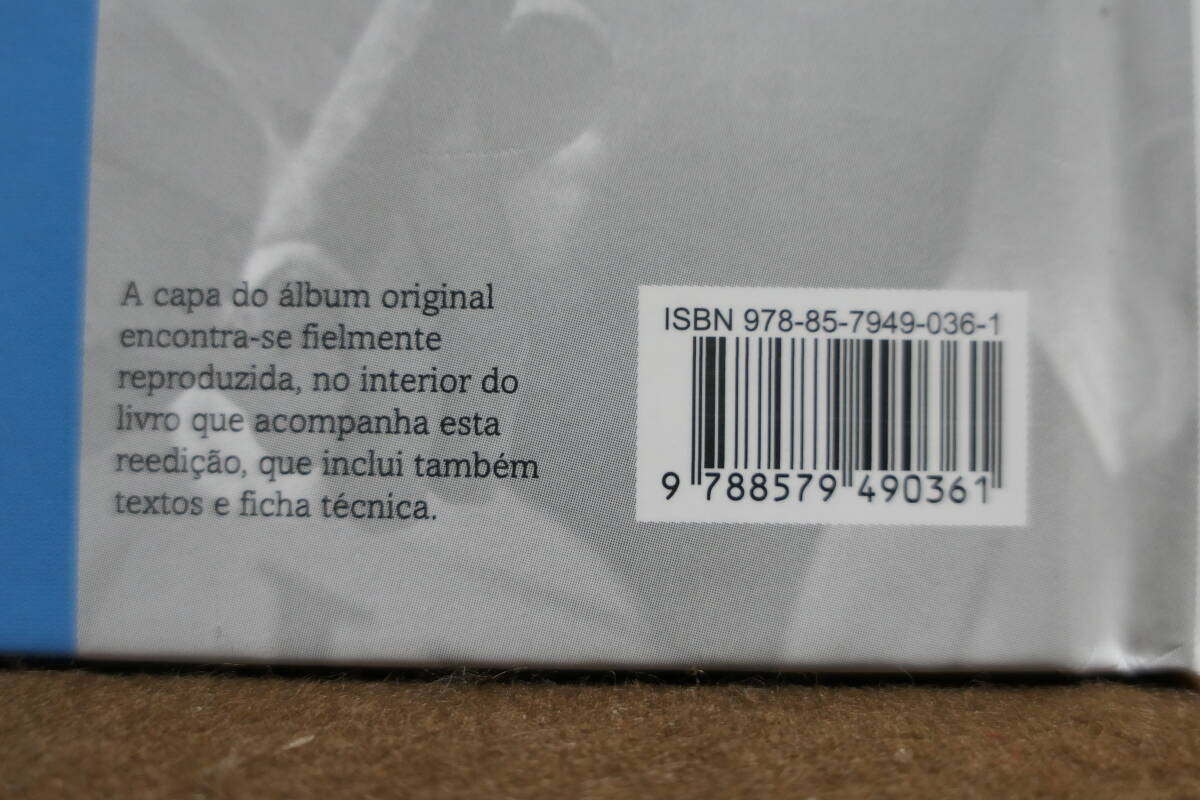 A capa do álbum original
encontra-se fielmente
reproduzida, no interior do
livro que acompanha esta
reedição, que inclui também
textos e ficha técnica.
ISBN 978-85-7949-036-1
9 788579 490361